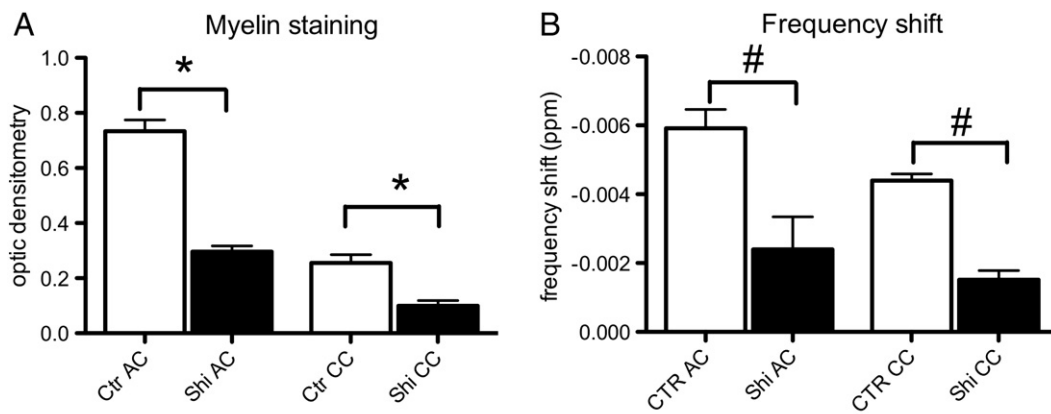 A
Myelin staining
optic densitometry
1.0
0.8
0.6
0.4
0.2
0.0
*
*
Ctr AC
Shi AC
Ctr CC
Shi CC
B
Frequency shift
frequency shift (ppm)
-0.008
-0.006
-0.004
-0.002
0.000
#
#
CTR AC
Shi AC
CTR CC
Shi CC